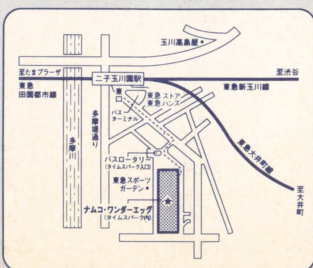 玉川高島屋
至たまプラーザ
二子玉川園駅
至渋谷
東急
田園都市線
東急新玉川線
東口
東急ストア
東急ハンズ
バス
ターミナル
多摩川
多摩堤通り
東急大井町線
バスロータリー
(タイムスパーク入口)
東急スポーツ
ガーデン
至大井町
ナムコ・ワンダーエッグ
(タイムスパーク内)